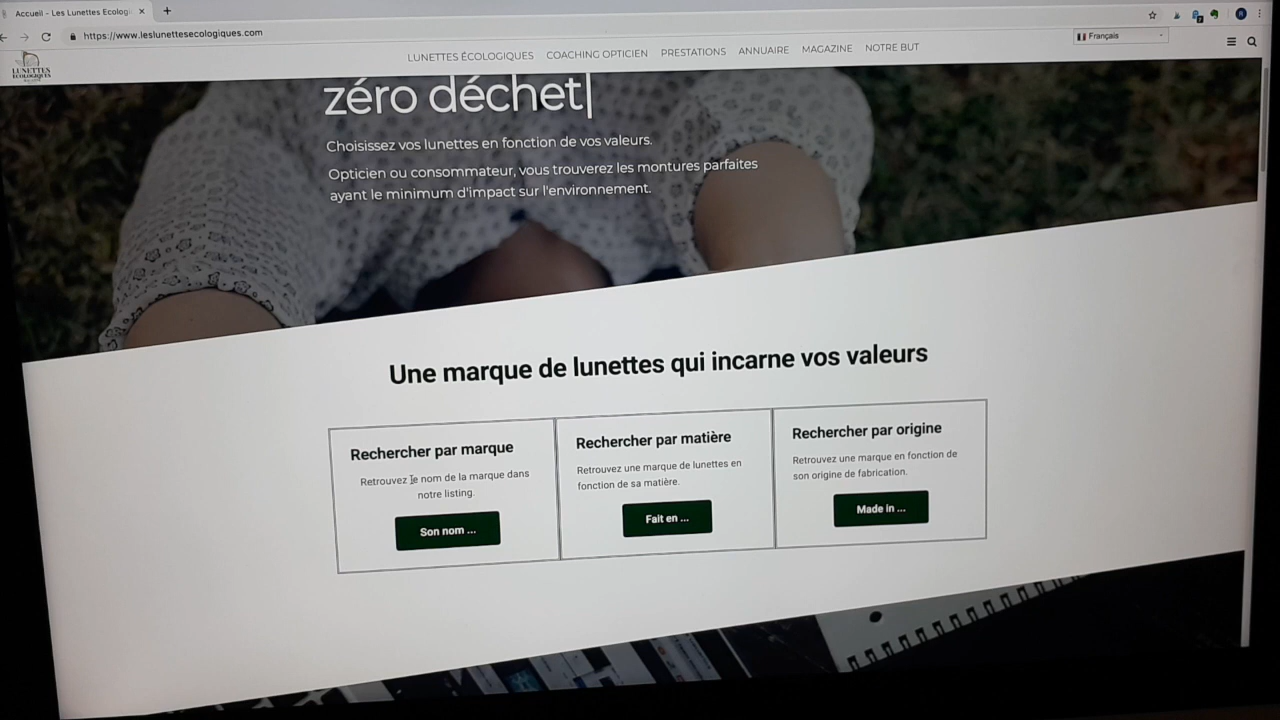 Accueil - Les Lunettes Ecologi
https://www.leslunettesecologiques.com
Français
LUNETTES
ÉCOLOGIQUES
LUNETTES ÉCOLOGIQUES COACHING OPTICIEN PRESTATIONS ANNUAIRE MAGAZINE NOTRE BUT
zéro déchet|
Choisissez vos lunettes en fonction de vos valeurs.
Opticien ou consommateur, vous trouverez les montures parfaites
ayant le minimum d'impact sur l'environnement.
Une marque de lunettes qui incarne vos valeurs
Rechercher par marque
Retrouvez le nom de la marque dans
notre listing.
Son nom ...
Rechercher par matière
Retrouvez une marque de lunettes en
fonction de sa matière.
Fait en ...
Rechercher par origine
Retrouvez une marque en fonction de
son origine de fabrication.
Made in ...